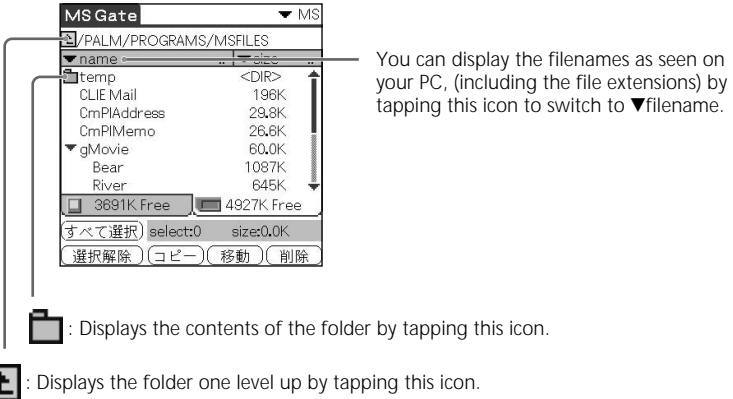 MS Gate ▼ MS
/PALM/PROGRAMS/MSFILES
▼ name .. ▼ size ..
temp <DIR>
CLIE Mail 196K
CmPlAddress 29.8K
CmPlMemo 26.6K
▼ gMovie 60.0K
Bear 1087K
River 645K
3691K Free 4927K Free
すべて選択 select:0 size:0.0K
選択解除 コピー 移動 削除
You can display the filenames as seen on
your PC, (including the file extensions) by
tapping this icon to switch to ▼filename.
: Displays the contents of the folder by tapping this icon.
: Displays the folder one level up by tapping this icon.